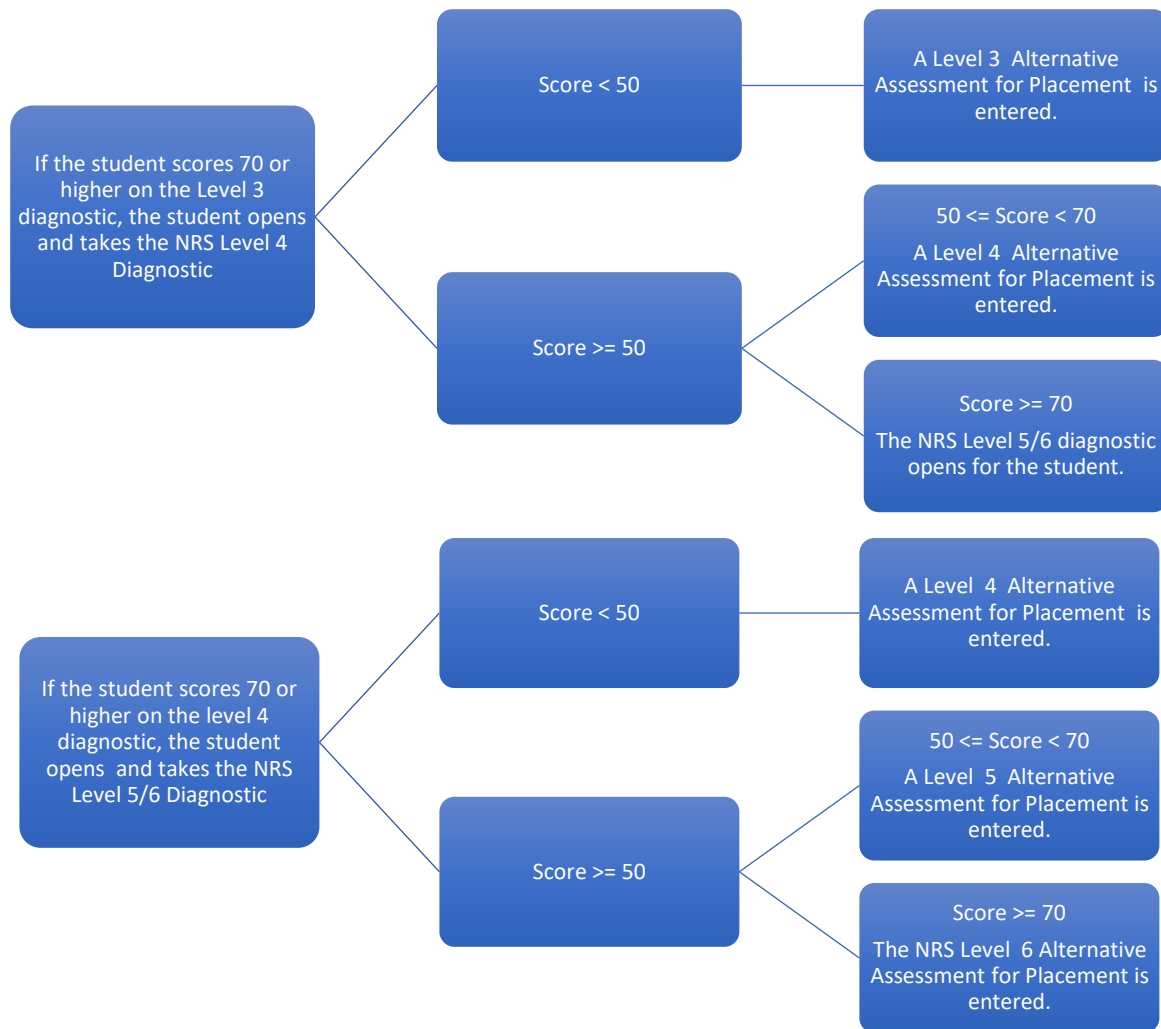 If the student scores 70 or
higher on the Level 3
diagnostic, the student opens
and takes the NRS Level 4
Diagnostic
Score < 50
A Level 3 Alternative
Assessment for Placement is
entered.
Score >= 50
50 <= Score < 70
A Level 4 Alternative
Assessment for Placement is
entered.
Score >= 70
The NRS Level 5/6 diagnostic
opens for the student.
If the student scores 70 or
higher on the level 4
diagnostic, the student
opens and takes the NRS
Level 5/6 Diagnostic
Score < 50
A Level 4 Alternative
Assessment for Placement is
entered.
Score >= 50
50 <= Score < 70
A Level 5 Alternative
Assessment for Placement is
entered.
Score >= 70
The NRS Level 6 Alternative
Assessment for Placement is
entered.